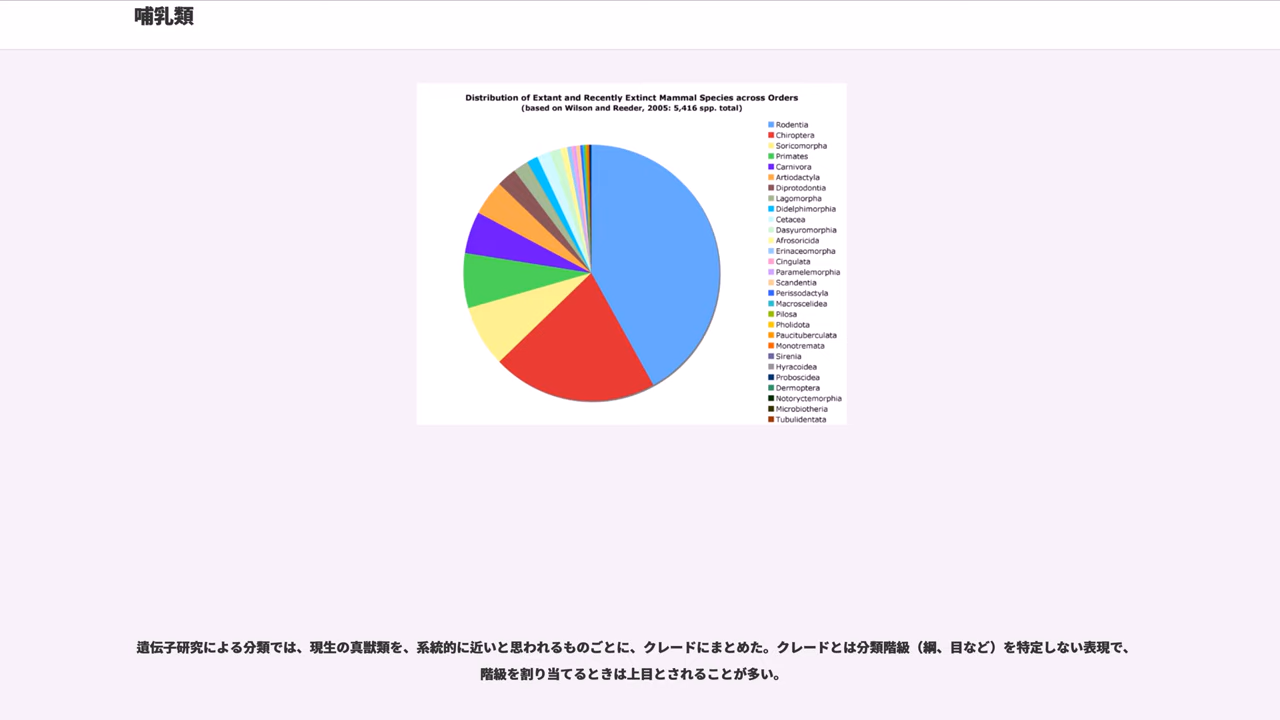 哺乳類
Distribution of Extant and Recently Extinct Mammal Species across Orders
(based on Wilson and Reeder, 2005: 5,416 spp. total)
Rodentia
Chiroptera
Soricomorpha
Primates
Carnivora
Artiodactyla
Diprotodontia
Lagomorpha
Didelphimorphia
Cetacea
Dasyuromorphia
Afrosoricida
Erinaceomorpha
Cingulata
Paramelemorphia
Scandentia
Perissodactyla
Macroscelidea
Pilosa
Pholidota
Paucituberculata
Monotremata
Sirenia
Hyracoidea
Proboscidea
Dermoptera
Notoryctemorphia
Microbiotheria
Tubulidentata
遺伝子研究による分類では、現生の真獣類を、系統的に近いと思われるものごとに、クレードにまとめた。クレードとは分類階級（綱、目など）を特定しない表現で、
階級を割り当てるときは上目とされることが多い。